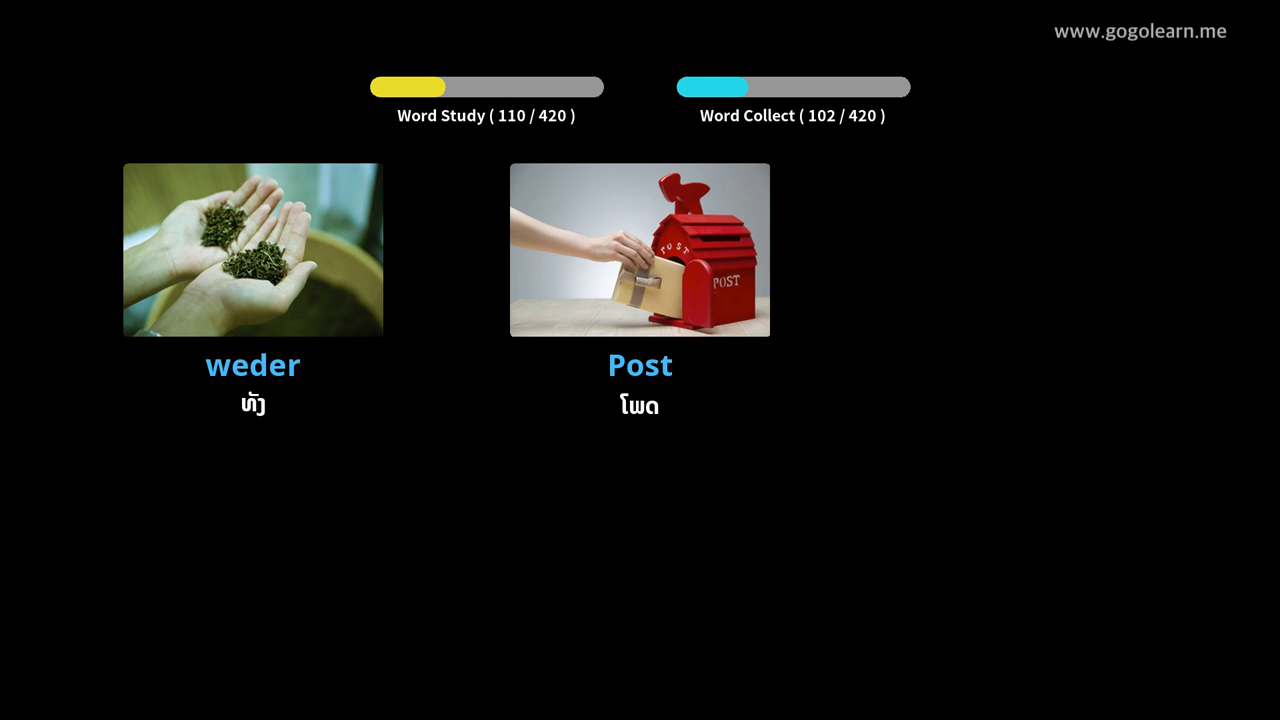 www.gogolearn.me
Word Study ( 110 / 420 )
Word Collect ( 102 / 420 )
POST
POST
weder
ທັງ
Post
ໂພດ